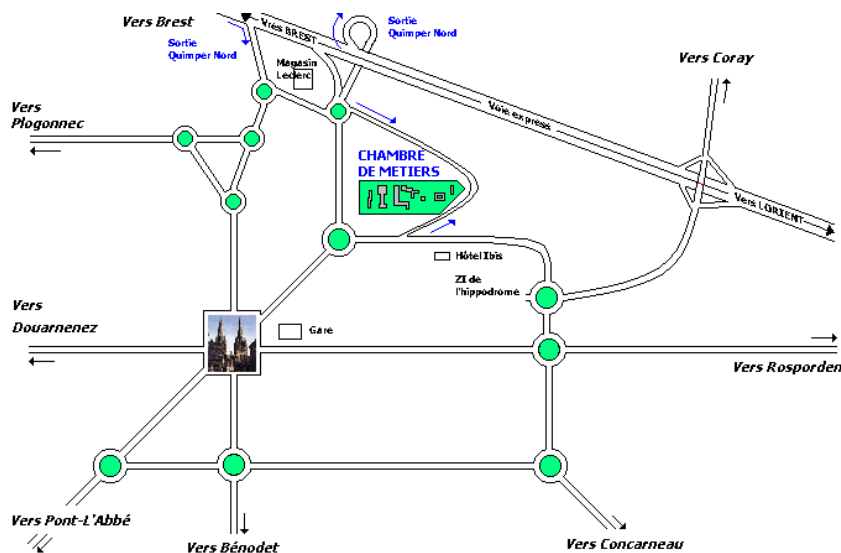 Vers Brest
Vres BREST
Sortie
Quimper Nord
Sortie
Quimper Nord
Magasin
Leclerc
Vers Coray
Vers
Plogonnec
Voie express
CHAMBRE
DE METIERS
Vers LORIENT
Hôtel Ibis
ZI de
l'hippodrome
Vers
Douarnenez
Gare
Vers Rosporden
Vers Pont-L'Abbé
Vers Bénodet
Vers Concarneau